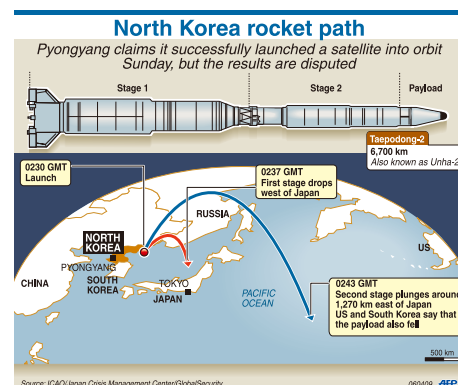 North Korea rocket path
Pyongyang claims it successfully launched a satellite into orbit
Sunday, but the results are disputed
Stage 1
Stage 2
Payload
Taepodong-2
6,700 km
Also known as Unha-2
0230 GMT
Launch
0237 GMT
First stage drops
west of Japan
RUSSIA
NORTH
KOREA
PYONGYANG
SOUTH
KOREA
CHINA
TOKYO
JAPAN
PACIFIC
OCEAN
US
0243 GMT
Second stage plunges around
1,270 km east of Japan
US and South Korea say that
the payload also fell
500 km
Source: ICAO/Japan Crisis Management Center/GlobalSecurity
060409
AFP